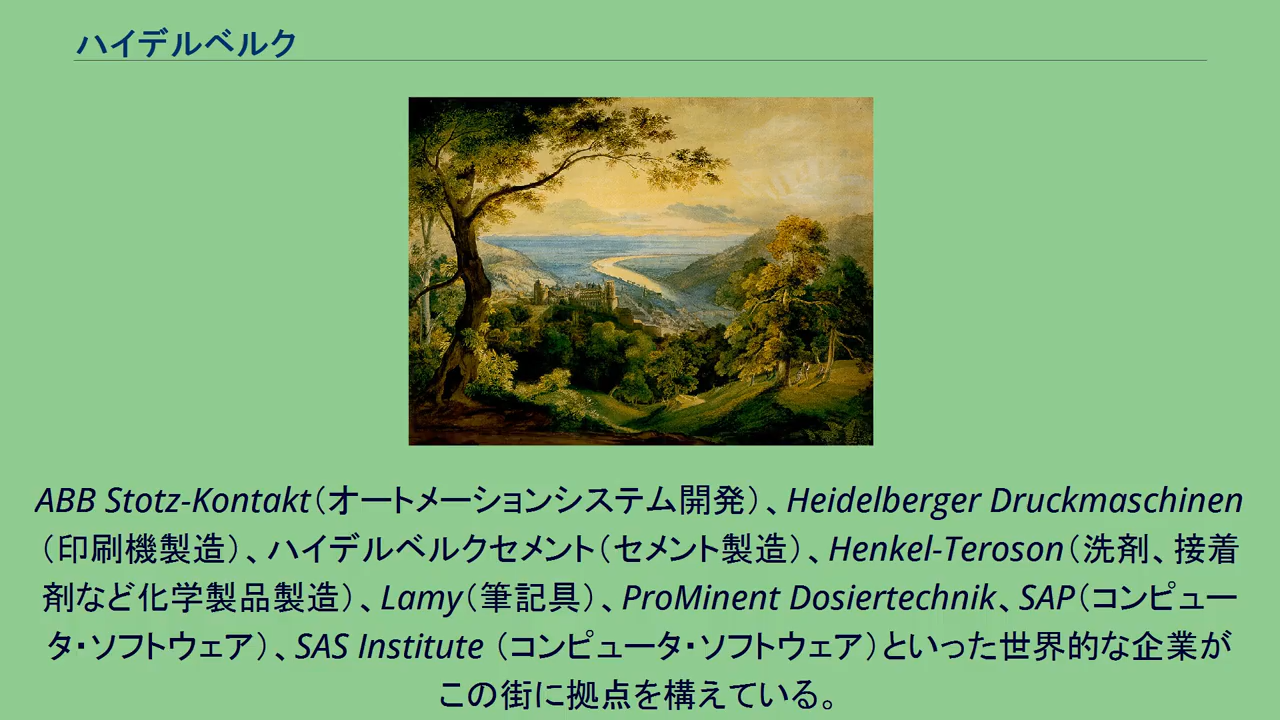 ハイデルベルク
ABB Stotz-Kontakt（オートメーションシステム開発）、Heidelberger Druckmaschinen
（印刷機製造）、ハイデルベルクセメント（セメント製造）、Henkel-Teroson（洗剤、接着
剤など化学製品製造）、Lamy（筆記具）、ProMinent Dosiertechnik、SAP（コンピュー
タ・ソフトウェア）、SAS Institute （コンピュータ・ソフトウェア）といった世界的な企業が
この街に拠点を構えている。